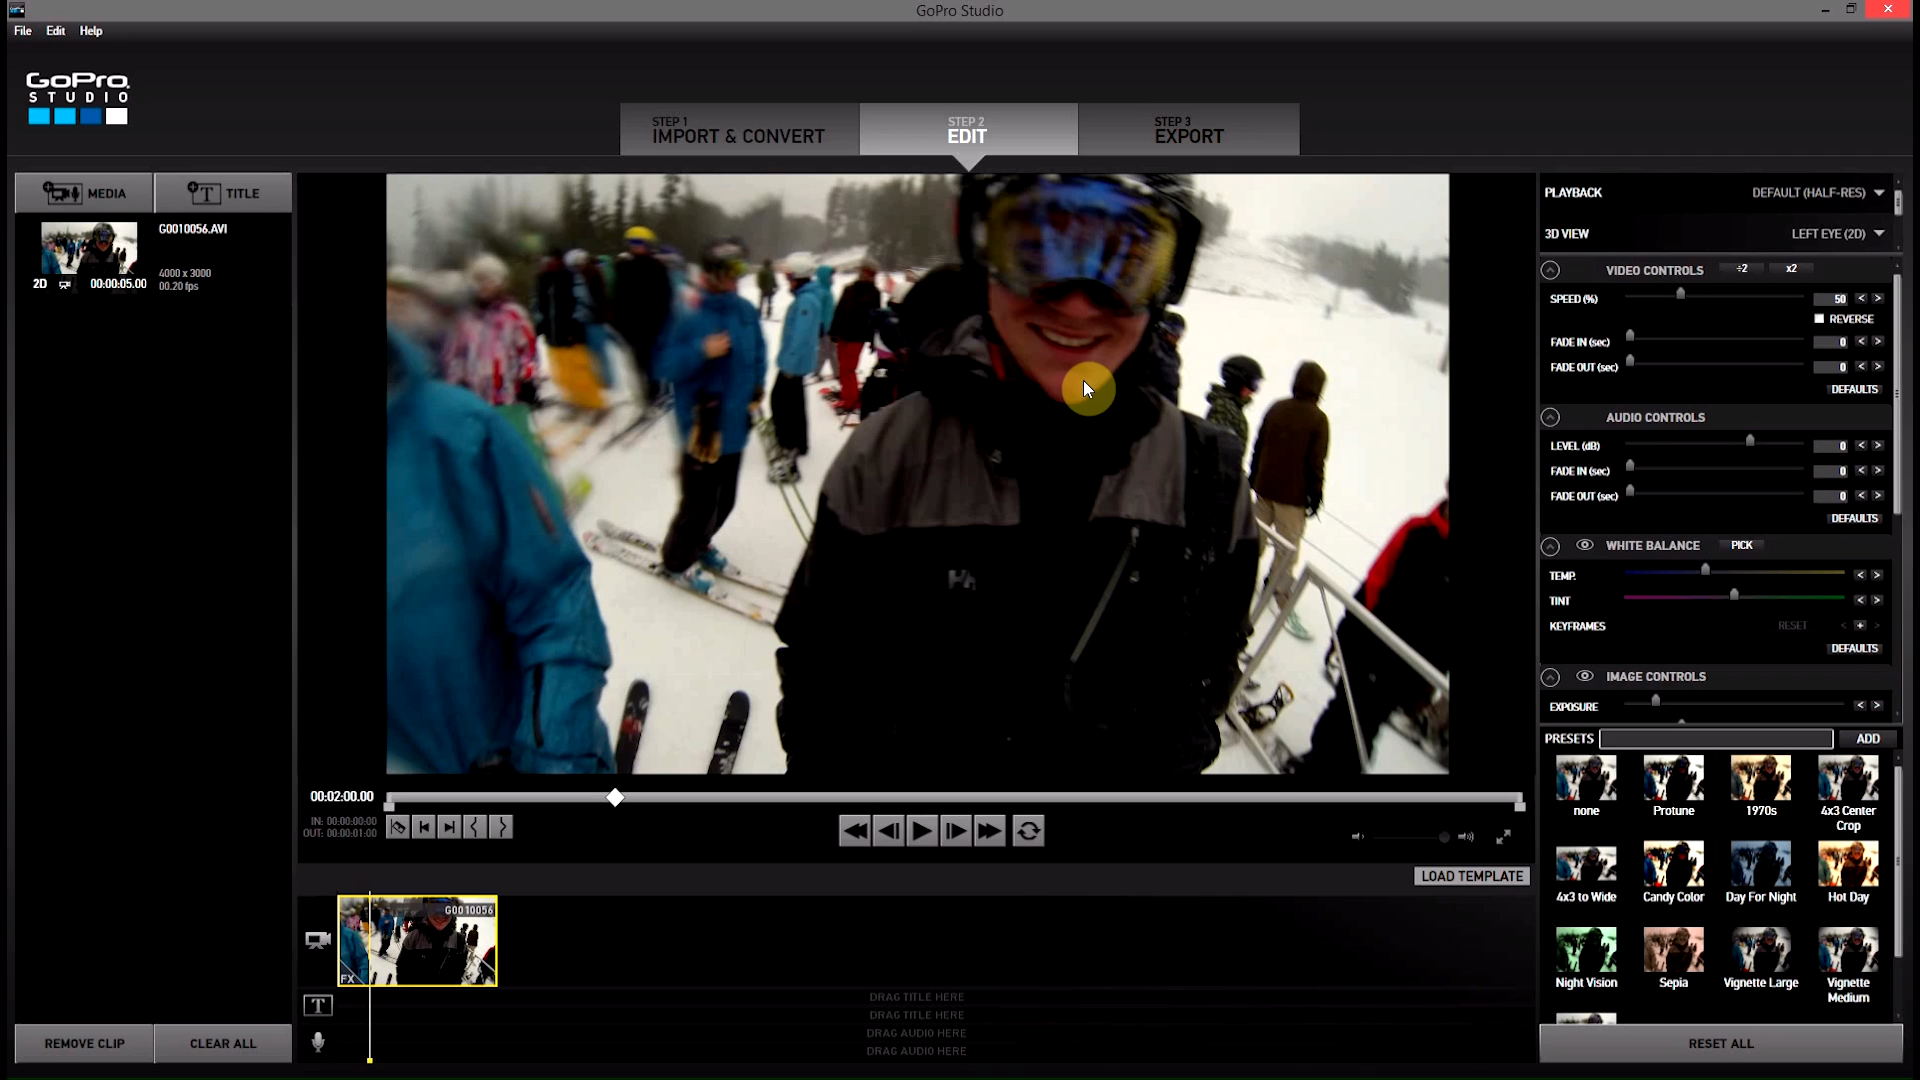 GoPro Studio
File Edit Help
GoPro
STUDIO
STEP 1
IMPORT & CONVERT
STEP 2
EDIT
STEP 3
EXPORT
MEDIA
T TITLE
G0010056.AVI
4000 x 3000
2D 00:00:05.00 00.20 fps
PLAYBACK DEFAULT (HALF-RES)
3D VIEW LEFT EYE (2D)
VIDEO CONTROLS ÷2 x2
SPEED (%) 50
REVERSE
FADE IN (sec) 0
FADE OUT (sec) 0
DEFAULTS
AUDIO CONTROLS
LEVEL (dB) 0
FADE IN (sec) 0
FADE OUT (sec) 0
DEFAULTS
WHITE BALANCE PICK
TEMP.
TINT
KEYFRAMES RESET
DEFAULTS
IMAGE CONTROLS
EXPOSURE
PRESETS ADD
none Protune 1970s 4x3 Center Crop
4x3 to Wide Candy Color Day For Night Hot Day
Night Vision Sepia Vignette Large Vignette Medium
RESET ALL
HH
00:02:00.00
IN: 00:00:00:00
OUT: 00:00:01:00
LOAD TEMPLATE
G0010056
FX
T
DRAG TITLE HERE
DRAG TITLE HERE
DRAG AUDIO HERE
DRAG AUDIO HERE
REMOVE CLIP CLEAR ALL